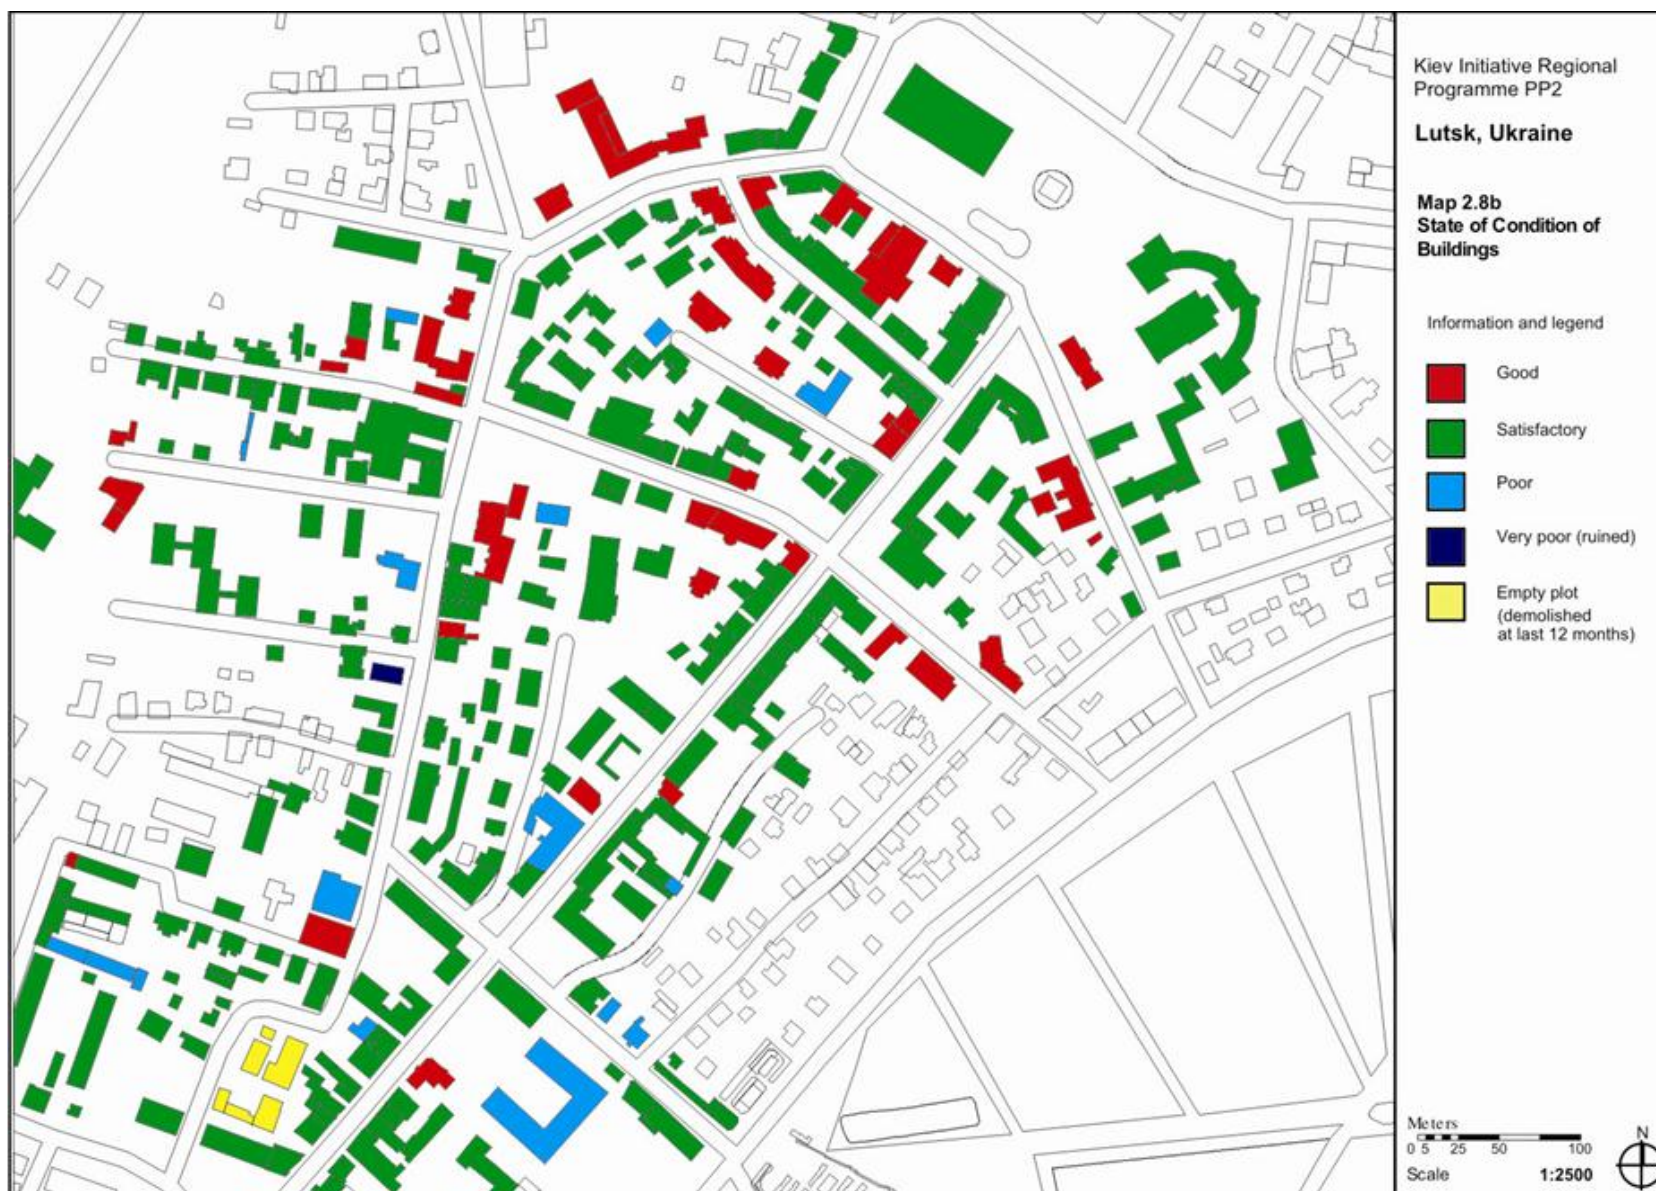 Kiev Initiative Regional
Programme PP2
Lutsk, Ukraine
Map 2.8b
State of Condition of
Buildings
Information and legend
Good
Satisfactory
Poor
Very poor (ruined)
Empty plot
(demolished
at last 12 months)
Meters
0 5 25 50 100
Scale 1:2500
N